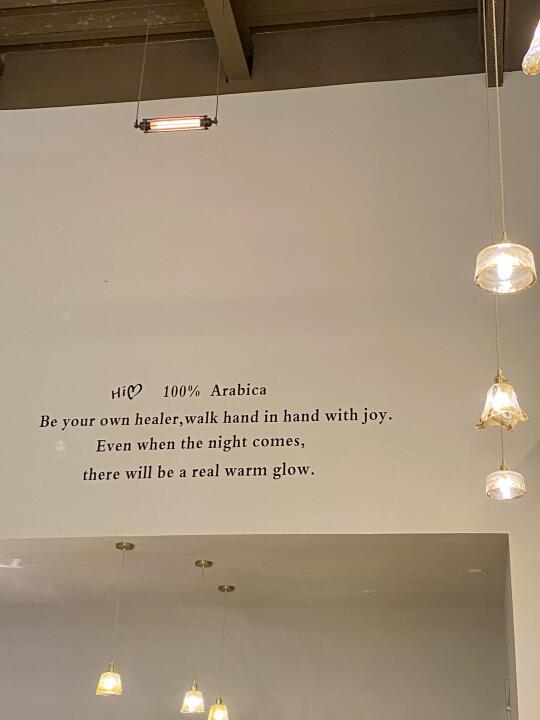 Hi♡ 100% Arabica
Be your own healer,walk hand in hand with joy.
Even when the night comes,
there will be a real warm glow.